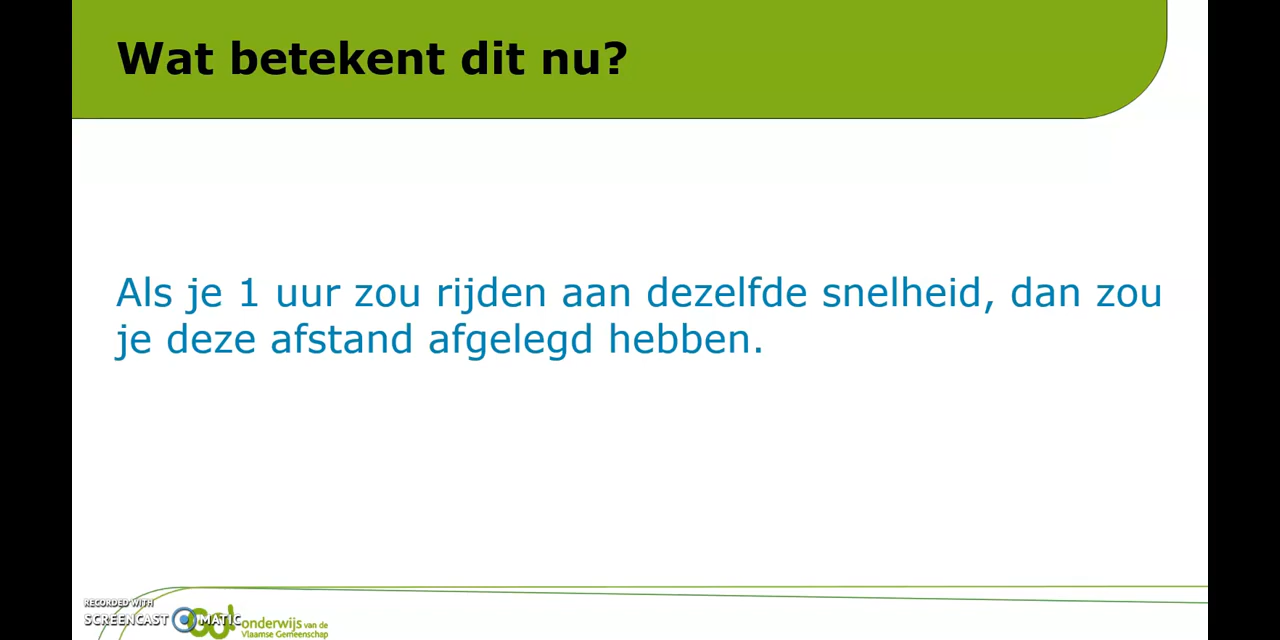 Wat betekent dit nu?
Als je 1 uur zou rijden aan dezelfde snelheid, dan zou
je deze afstand afgelegd hebben.
RECORDED WITH
SCREENCAST MATIC
onderwijs van de
Vlaamse Gemeenschap